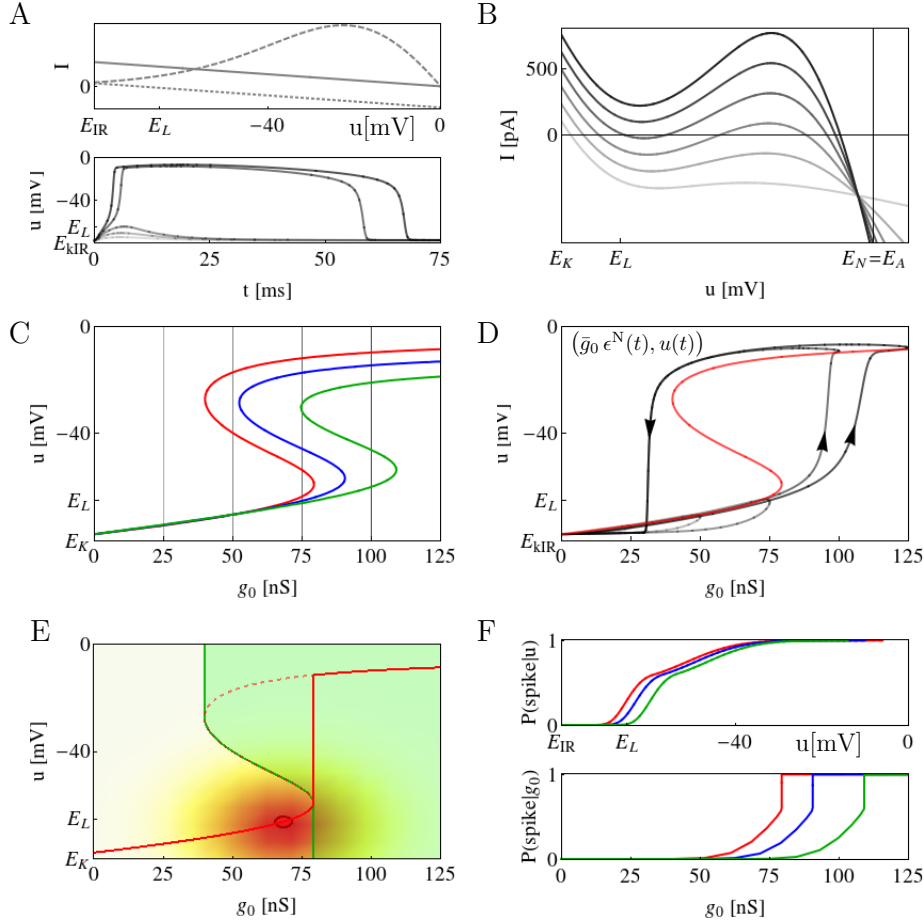 A
I
0
E_IR E_L −40 u[mV] 0
u [mV]
0
−40
E_L
E_kIR
0 25 50 75
t [ms]
B
I [pA]
500
0
E_K E_L E_N=E_A
u [mV]
C
u [mV]
0
−40
E_L
E_K
0 25 50 75 100 125
g_0 [nS]
D
(ḡ_0 ϵ^N(t), u(t))
u [mV]
0
−40
E_L
E_kIR
0 25 50 75 100 125
g_0 [nS]
E
u [mV]
0
−40
E_L
E_K
0 25 50 75 100 125
g_0 [nS]
F
P(spike|u)
1
0
E_IR E_L −40 u[mV] 0
P(spike|g_0)
1
0
0 25 50 75 100 125
g_0 [nS]